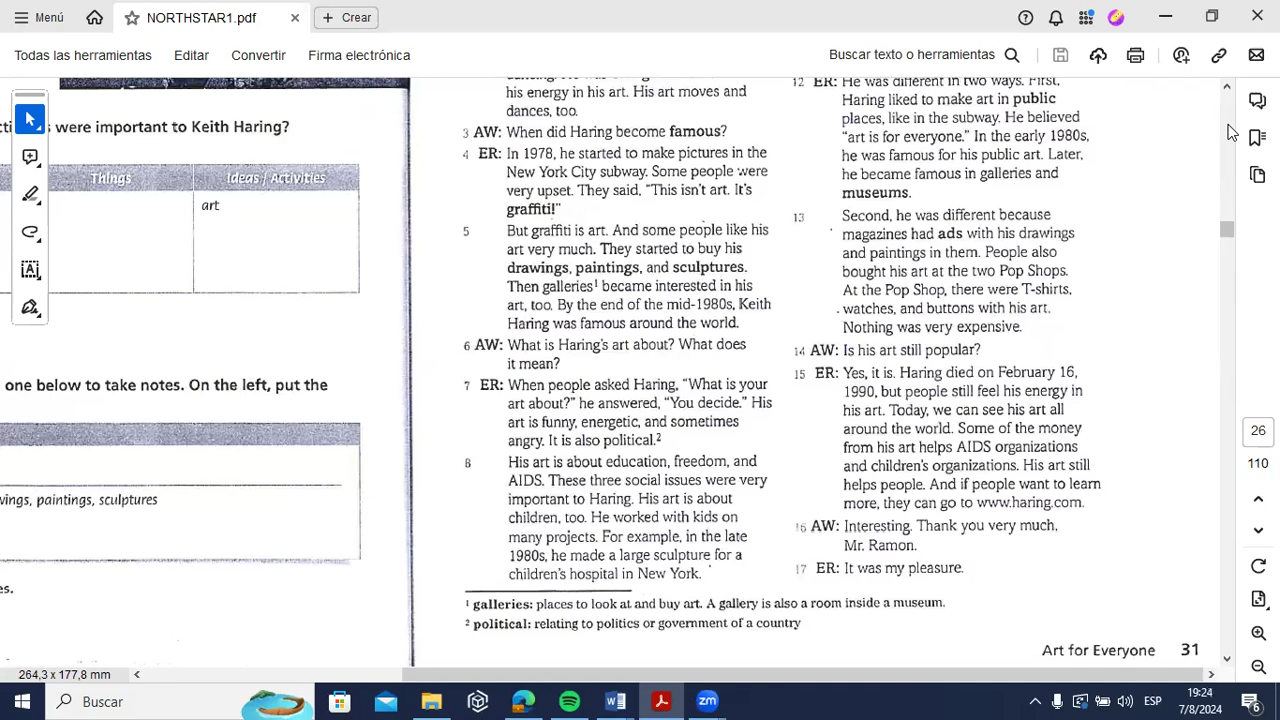 Menú
NORTHSTAR1.pdf
Crear
Todas las herramientas
Editar
Convertir
Firma electrónica
Buscar texto o herramientas
were important to Keith Haring?
Things
Ideas / Activities
art
one below to take notes. On the left, put the
wings, paintings, sculptures
es.
his energy in his art. His art moves and
dances, too.
3 AW: When did Haring become famous?
4 ER: In 1978, he started to make pictures in the
New York City subway. Some people were
very upset. They said, “This isn't art. It's
graffiti!”
5 But graffiti is art. And some people like his
art very much. They started to buy his
drawings, paintings, and sculptures.
Then galleries¹ became interested in his
art, too. By the end of the mid-1980s, Keith
Haring was famous around the world.
6 AW: What is Haring's art about? What does
it mean?
7 ER: When people asked Haring, “What is your
art about?” he answered, “You decide.” His
art is funny, energetic, and sometimes
angry. It is also political.²
8 His art is about education, freedom, and
AIDS. These three social issues were very
important to Haring. His art is about
children, too. He worked with kids on
many projects. For example, in the late
1980s, he made a large sculpture for a
children's hospital in New York.
12 ER: He was different in two ways. First,
Haring liked to make art in public
places, like in the subway. He believed
“art is for everyone.” In the early 1980s,
he was famous for his public art. Later,
he became famous in galleries and
museums.
13 Second, he was different because
magazines had ads with his drawings
and paintings in them. People also
bought his art at the two Pop Shops.
At the Pop Shop, there were T-shirts,
watches, and buttons with his art.
Nothing was very expensive.
14 AW: Is his art still popular?
15 ER: Yes, it is. Haring died on February 16,
1990, but people still feel his energy in
his art. Today, we can see his art all
around the world. Some of the money
from his art helps AIDS organizations
and children's organizations. His art still
helps people. And if people want to learn
more, they can go to www.haring.com.
16 AW: Interesting. Thank you very much,
Mr. Ramon.
17 ER: It was my pleasure.
¹ galleries: places to look at and buy art. A gallery is also a room inside a museum.
² political: relating to politics or government of a country
Art for Everyone 31
26
110
264,3 x 177,8 mm
Buscar
ESP
19:24
7/8/2024
6